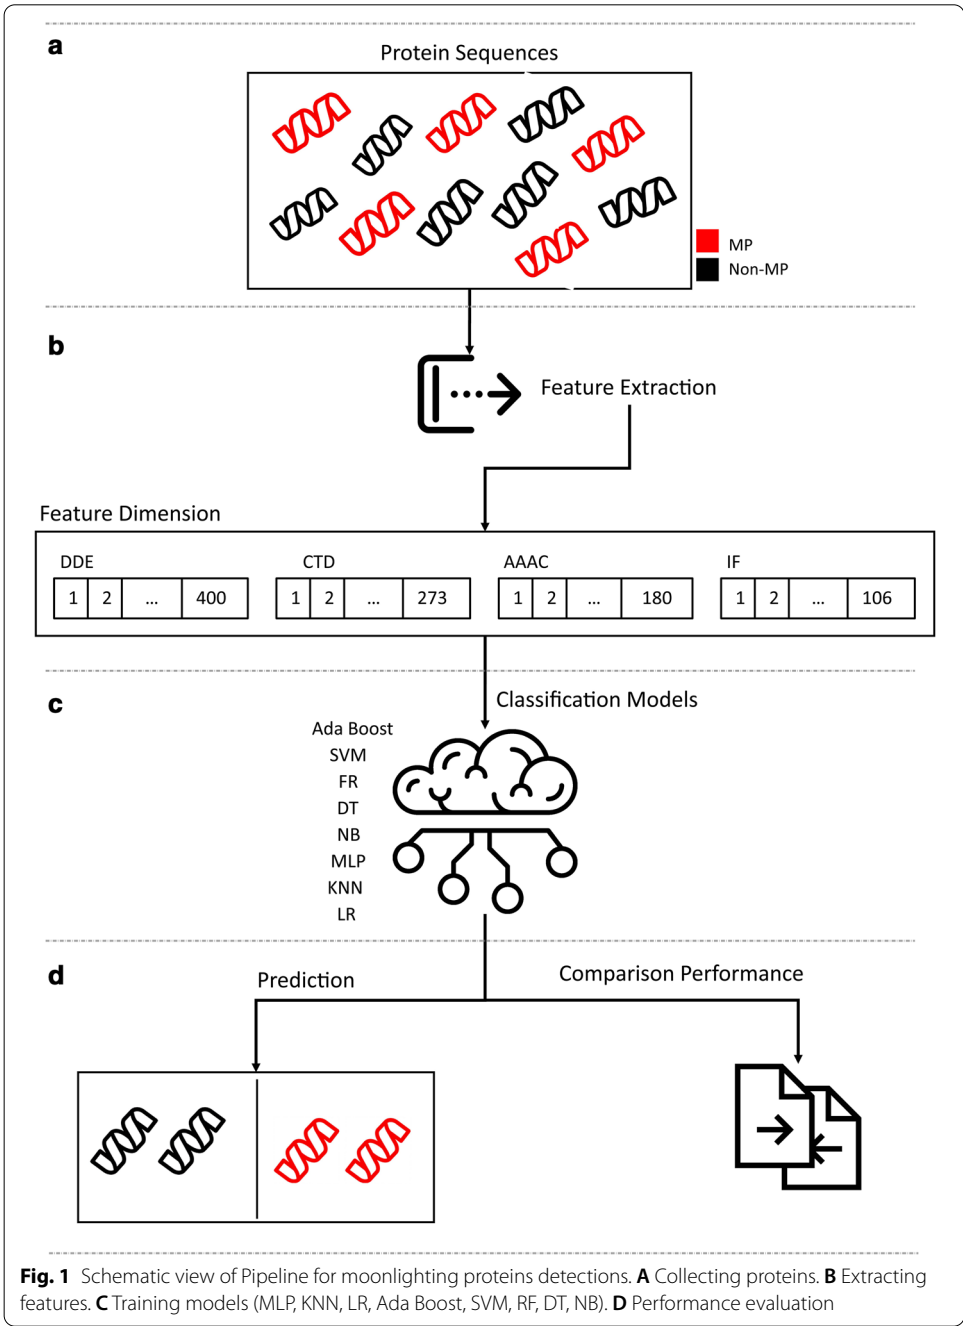 a
Protein Sequences
MP
Non-MP
b
Feature Extraction
Feature Dimension
DDE CTD AAAC IF
1 2 ... 400 1 2 ... 273 1 2 ... 180 1 2 ... 106
c
Classification Models
Ada Boost
SVM
FR
DT
NB
MLP
KNN
LR
d
Prediction
Comparison Performance
Fig. 1 Schematic view of Pipeline for moonlighting proteins detections. A Collecting proteins. B Extracting
features. C Training models (MLP, KNN, LR, Ada Boost, SVM, RF, DT, NB). D Performance evaluation